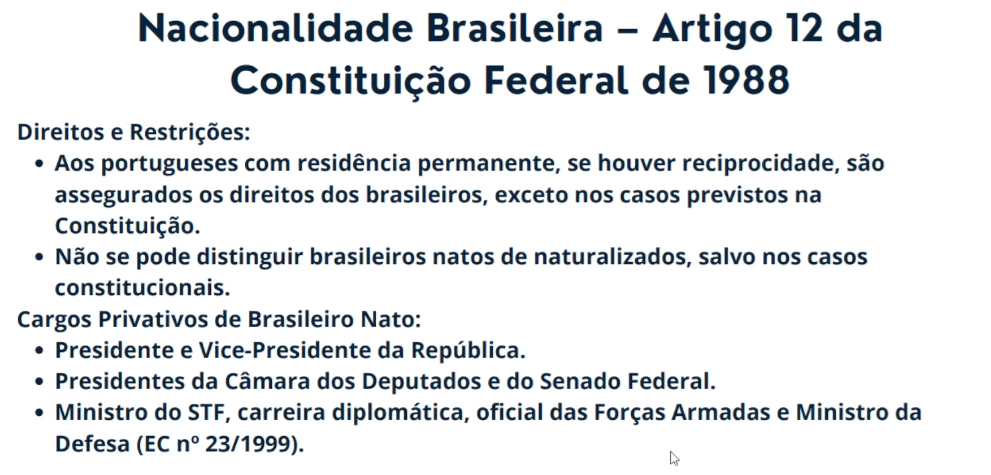 Nacionalidade Brasileira – Artigo 12 da
Constituição Federal de 1988
Direitos e Restrições:
• Aos portugueses com residência permanente, se houver reciprocidade, são
assegurados os direitos dos brasileiros, exceto nos casos previstos na
Constituição.
• Não se pode distinguir brasileiros natos de naturalizados, salvo nos casos
constitucionais.
Cargos Privativos de Brasileiro Nato:
• Presidente e Vice-Presidente da República.
• Presidentes da Câmara dos Deputados e do Senado Federal.
• Ministro do STF, carreira diplomática, oficial das Forças Armadas e Ministro da
Defesa (EC nº 23/1999).